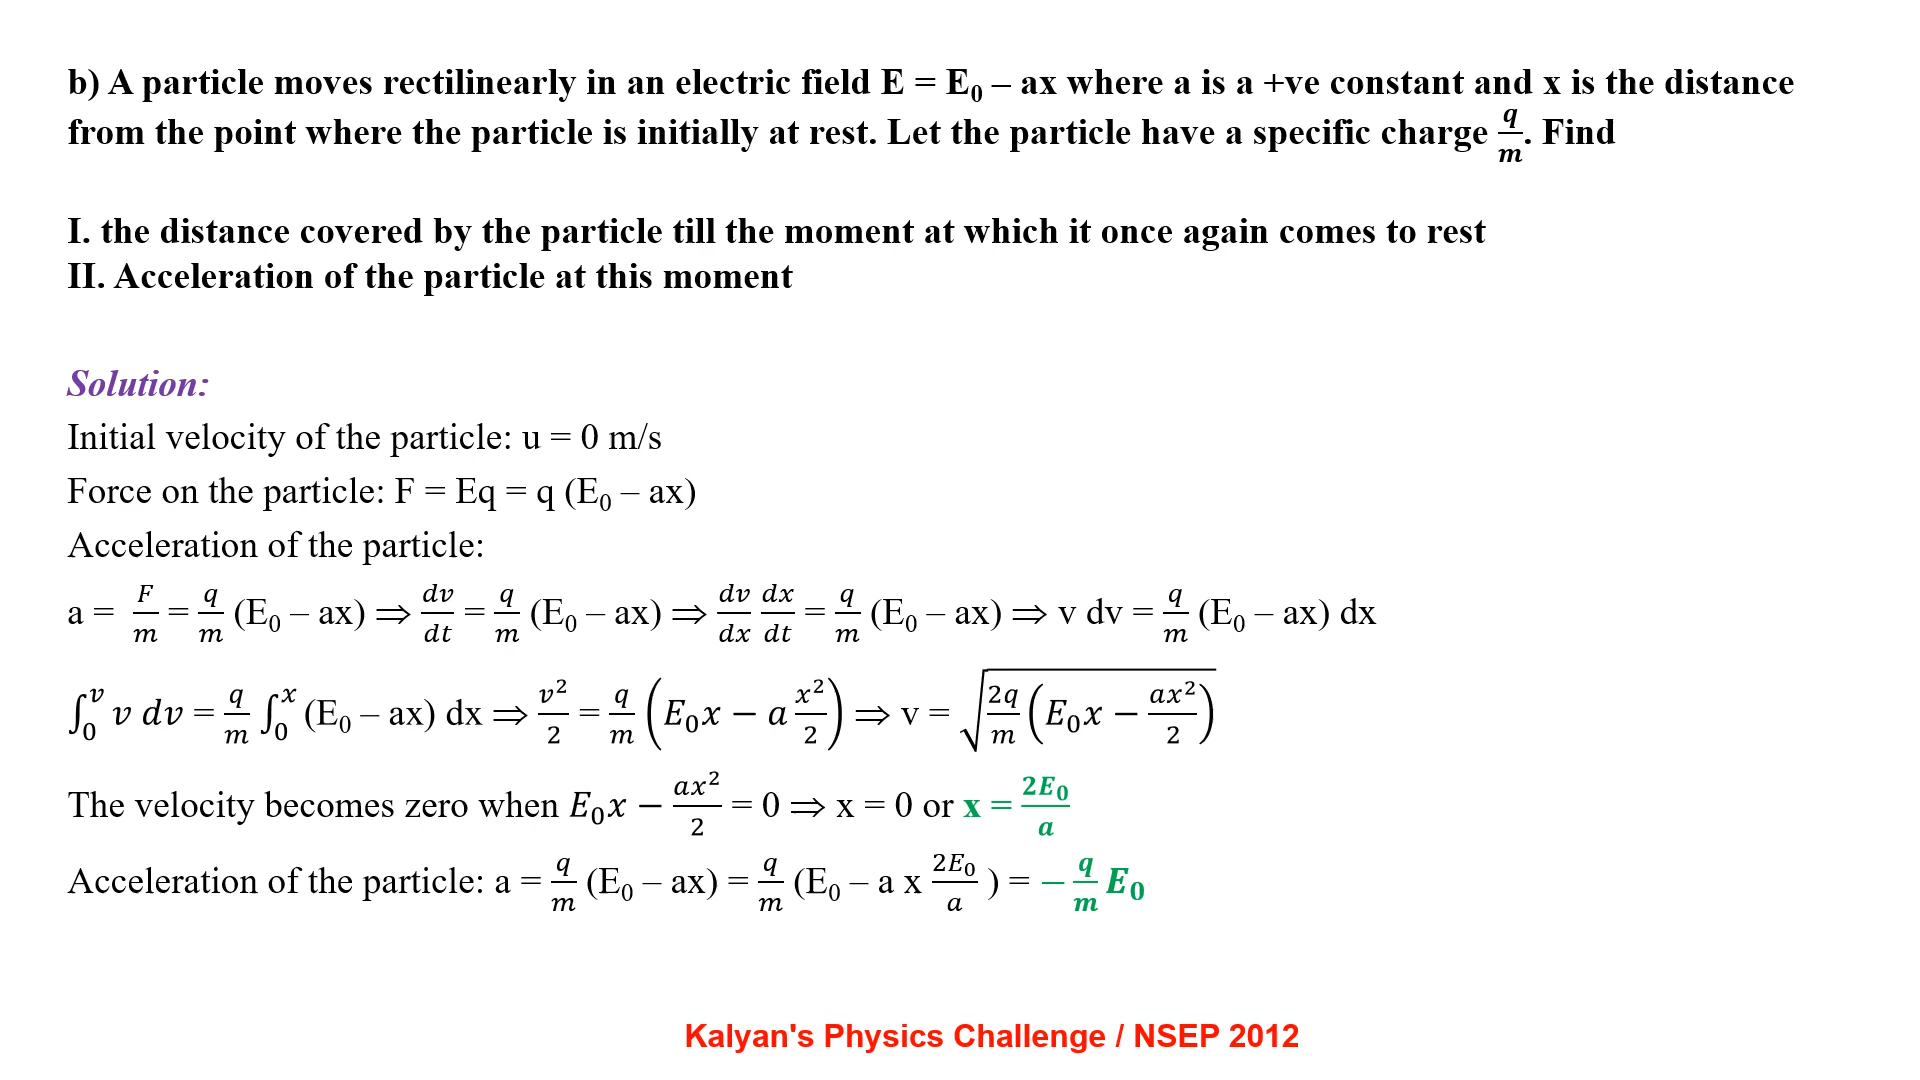 b) A particle moves rectilinearly in an electric field E = E₀ – ax where a is a +ve constant and x is the distance
from the point where the particle is initially at rest. Let the particle have a specific charge q/m. Find
I. the distance covered by the particle till the moment at which it once again comes to rest
II. Acceleration of the particle at this moment
Solution:
Initial velocity of the particle: u = 0 m/s
Force on the particle: F = Eq = q (E₀ – ax)
Acceleration of the particle:
a = F/m = q/m (E₀ – ax) ⟹ dv/dt = q/m (E₀ – ax) ⟹ dv/dx dx/dt = q/m (E₀ – ax) ⟹ v dv = q/m (E₀ – ax) dx
∫₀ᵛ v dv = q/m ∫₀ˣ (E₀ – ax) dx ⟹ v²/2 = q/m (E₀x − a x²/2) ⟹ v = √(2q/m (E₀x − ax²/2))
The velocity becomes zero when E₀x − ax²/2 = 0 ⟹ x = 0 or x = 2E₀/a
Acceleration of the particle: a = q/m (E₀ – ax) = q/m (E₀ – a x 2E₀/a ) = − q/m E₀
Kalyan's Physics Challenge / NSEP 2012